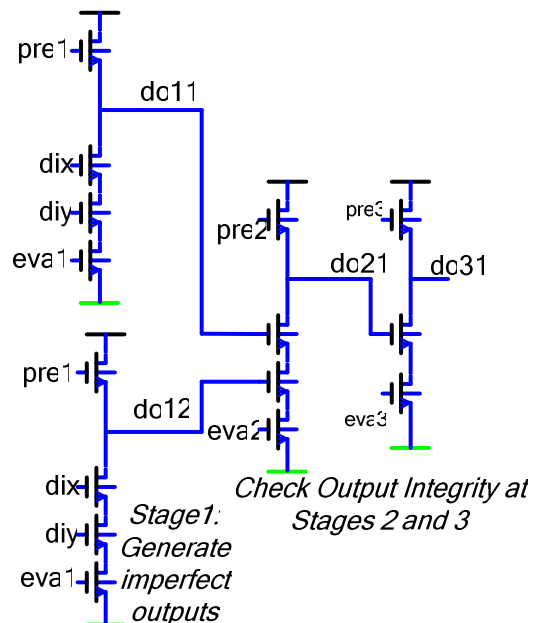 pre1
do11
dix
diy
eva1
pre2
pre3
do21
do31
pre1
do12
eva2
eva3
dix
diy
eva1
Stage1:
Generate
imperfect
outputs
Check Output Integrity at
Stages 2 and 3